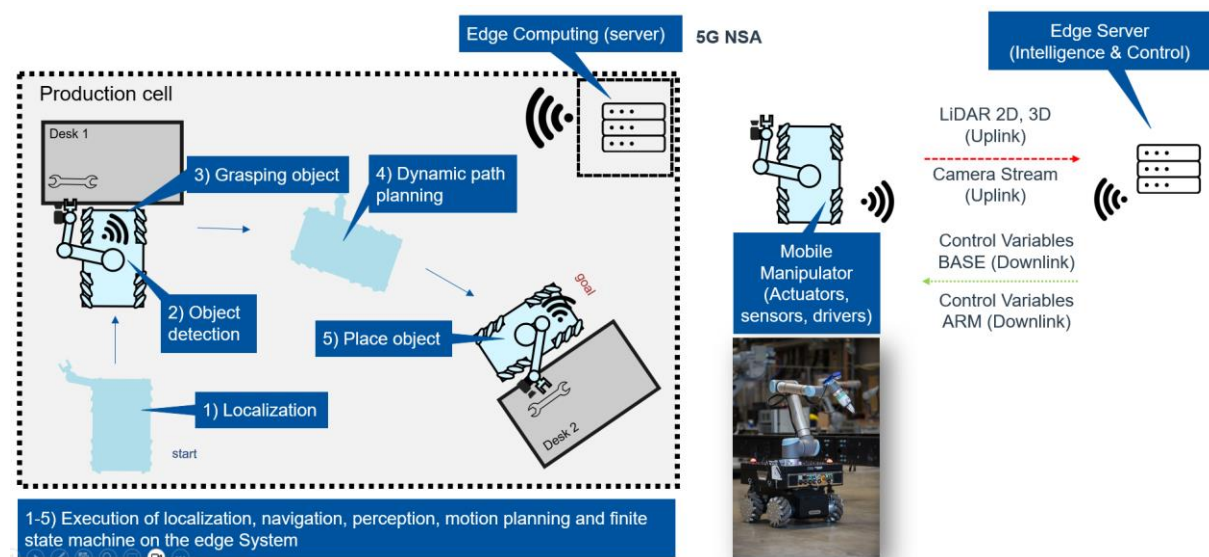 Edge Computing (server)
5G NSA
Edge Server
(Intelligence & Control)
Production cell
Desk 1
3) Grasping object
4) Dynamic path
planning
2) Object
detection
goal
5) Place object
Desk 2
1) Localization
start
1-5) Execution of localization, navigation, perception, motion planning and finite
state machine on the edge System
LiDAR 2D, 3D
(Uplink)
Camera Stream
(Uplink)
Mobile
Manipulator
(Actuators,
sensors, drivers)
Control Variables
BASE (Downlink)
Control Variables
ARM (Downlink)